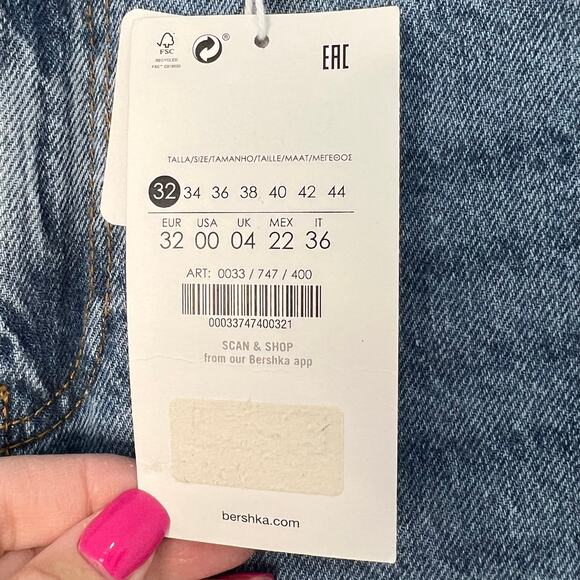 FSC
RECYCLED
®
EAC
TALLA/SIZE/TAMANHO/TAILLE/MAAT/ΜΕΓΕΘΟΣ
32 34 36 38 40 42 44
EUR USA UK MEX IT
32 00 04 22 36
ART: 0033 / 747 / 400
00033747400321
SCAN & SHOP
from our Bershka app
bershka.com